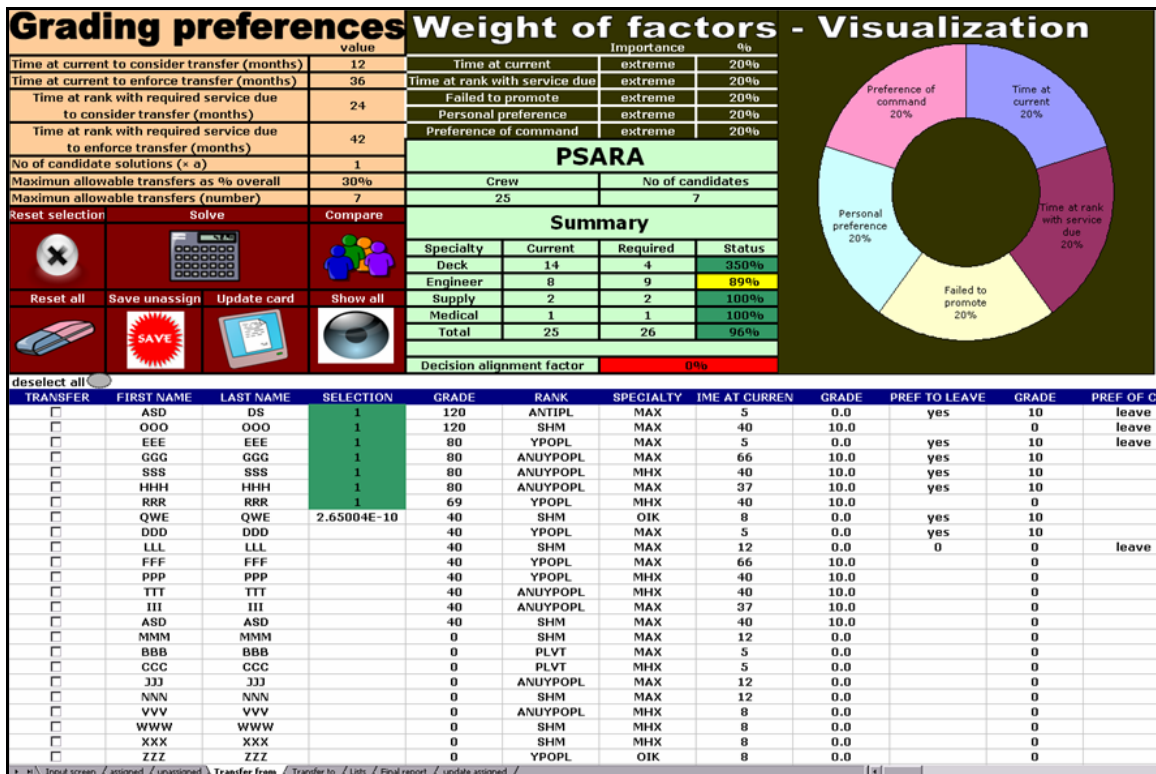 Grading preferences
value
Time at current to consider transfer (months) 12
Time at current to enforce transfer (months) 36
Time at rank with required service due
to consider transfer (months) 24
Time at rank with required service due
to enforce transfer (months) 42
No of candidate solutions (× a) 1
Maximun allowable transfers as % overall 30%
Maximun allowable transfers (number) 7
Reset selection Solve Compare
Reset all Save unassign Update card Show all
SAVE
Weight of factors - Visualization
Importance %
Time at current extreme 20%
Time at rank with service due extreme 20%
Failed to promote extreme 20%
Personal preference extreme 20%
Preference of command extreme 20%
PSARA
Crew No of candidates
25 7
Summary
Specialty Current Required Status
Deck 14 4 350%
Engineer 8 9 89%
Supply 2 2 100%
Medical 1 1 100%
Total 25 26 96%
Decision alignment factor 0%
Preference of
command
20%
Time at
current
20%
Personal
preference
20%
Time at rank
with service
due
20%
Failed to
promote
20%
deselect all
TRANSFER FIRST NAME LAST NAME SELECTION GRADE RANK SPECIALTY IME AT CURREN GRADE PREF TO LEAVE GRADE PREF OF C
ASD DS 1 120 ANTIPL MAX 5 0.0 yes 10 leave
OOO OOO 1 120 SHM MAX 40 10.0 0 leave
EEE EEE 1 80 YPOPL MAX 5 0.0 yes 10 leave
GGG GGG 1 80 ANUYPOPL MAX 66 10.0 yes 10
SSS SSS 1 80 ANUYPOPL MHX 40 10.0 yes 10
HHH HHH 1 80 ANUYPOPL MAX 37 10.0 yes 10
RRR RRR 1 69 YPOPL MHX 40 10.0 0
QWE QWE 2.65004E-10 40 SHM OIK 8 0.0 yes 10
DDD DDD 40 YPOPL MAX 5 0.0 yes 10
LLL LLL 40 SHM MAX 12 0.0 0 0 leave
FFF FFF 40 YPOPL MAX 66 10.0 0
PPP PPP 40 YPOPL MHX 40 10.0 0
TTT TTT 40 ANUYPOPL MHX 40 10.0 0
III III 40 ANUYPOPL MAX 37 10.0 0
ASD ASD 40 SHM MAX 40 10.0 0
MMM MMM 0 SHM MAX 12 0.0 0
BBB BBB 0 PLVT MAX 5 0.0 0
CCC CCC 0 PLVT MHX 5 0.0 0
JJJ JJJ 0 ANUYPOPL MAX 12 0.0 0
NNN NNN 0 SHM MAX 12 0.0 0
VVV VVV 0 ANUYPOPL MHX 8 0.0 0
WWW WWW 0 SHM MHX 8 0.0 0
XXX XXX 0 SHM MHX 8 0.0 0
ZZZ ZZZ 0 YPOPL OIK 8 0.0 0
Input screen / assigned / unassigned / Transfer from / Transfer to / Lists / Final report / update assigned /